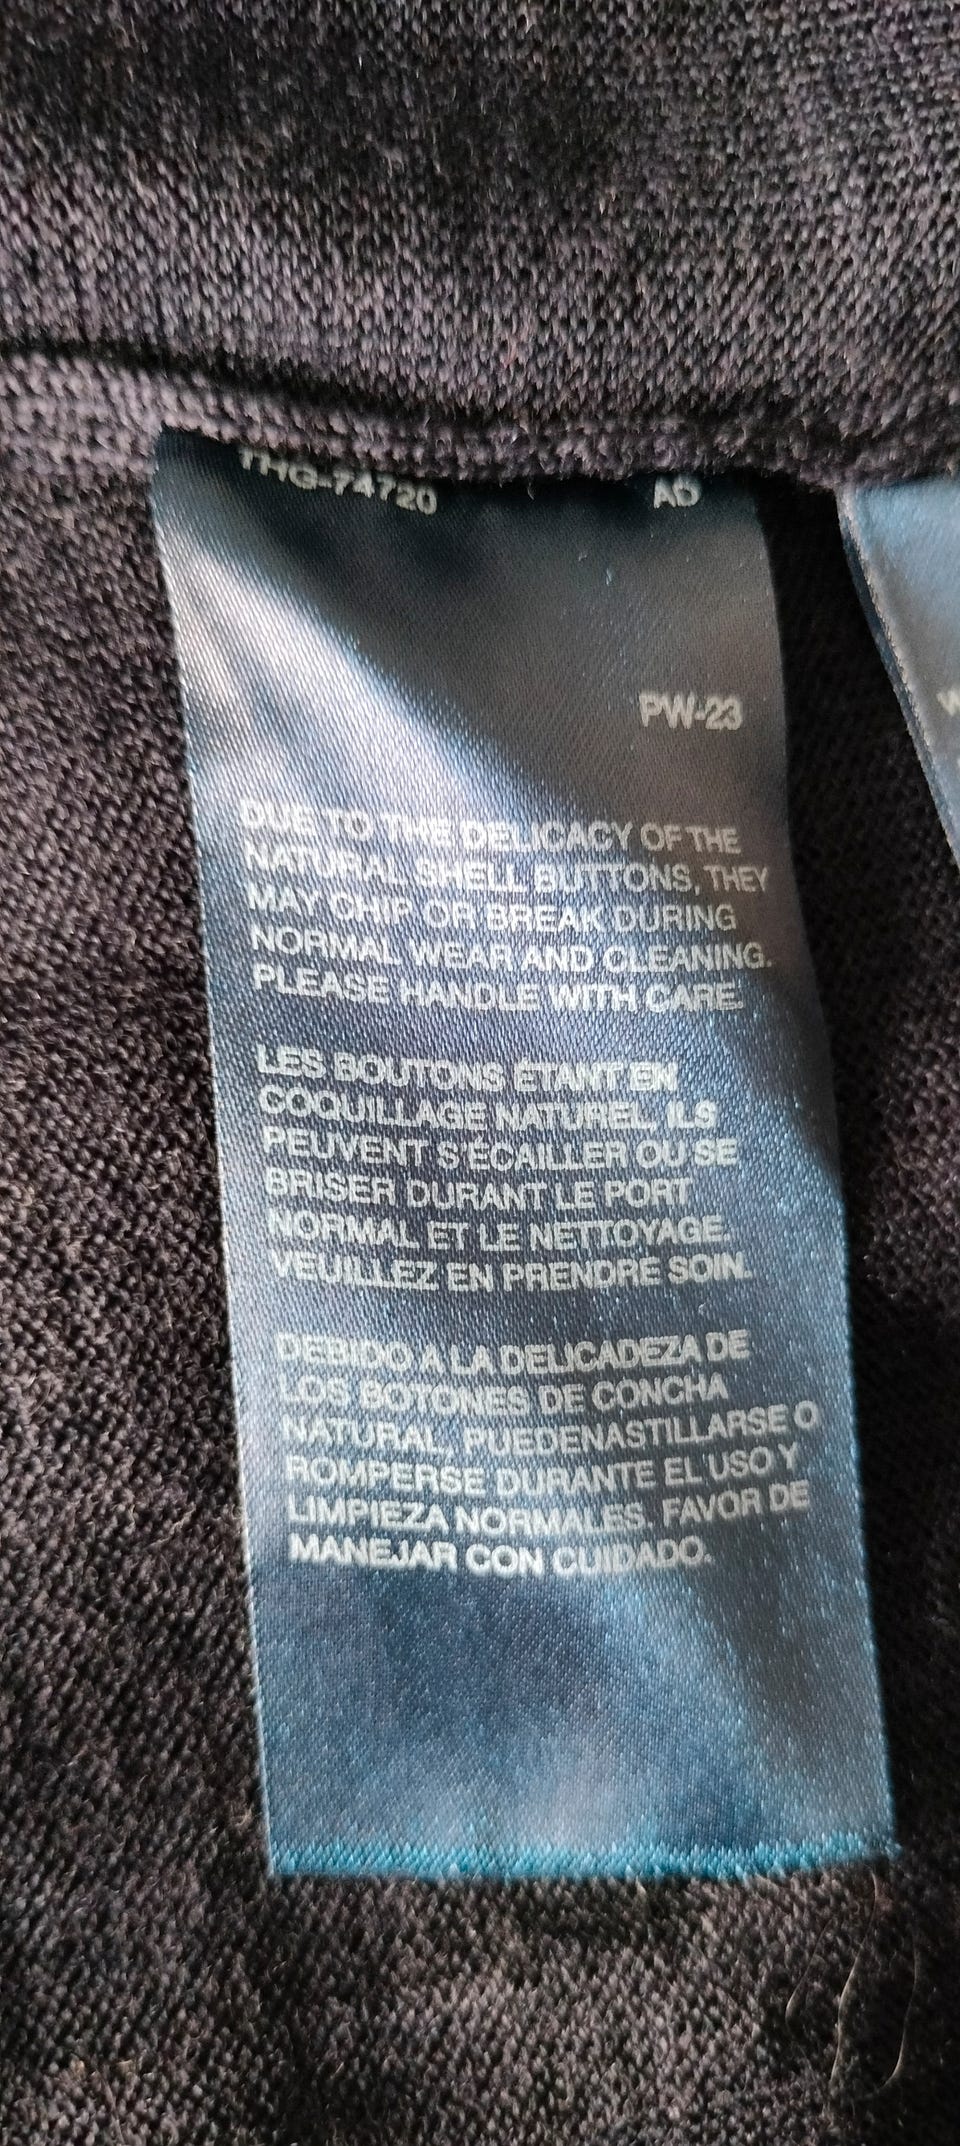 THG-74720 AD
PW-23
DUE TO THE DELICACY OF THE
NATURAL SHELL BUTTONS, THEY
MAY CHIP OR BREAK DURING
NORMAL WEAR AND CLEANING.
PLEASE HANDLE WITH CARE.
LES BOUTONS ÉTANT EN
COQUILLAGE NATUREL, ILS
PEUVENT S'ÉCAILLER OU SE
BRISER DURANT LE PORT
NORMAL ET LE NETTOYAGE.
VEUILLEZ EN PRENDRE SOIN.
DEBIDO A LA DELICADEZA DE
LOS BOTONES DE CONCHA
NATURAL, PUEDENASTILLARSE O
ROMPERSE DURANTE EL USO Y
LIMPIEZA NORMALES. FAVOR DE
MANEJAR CON CUIDADO.